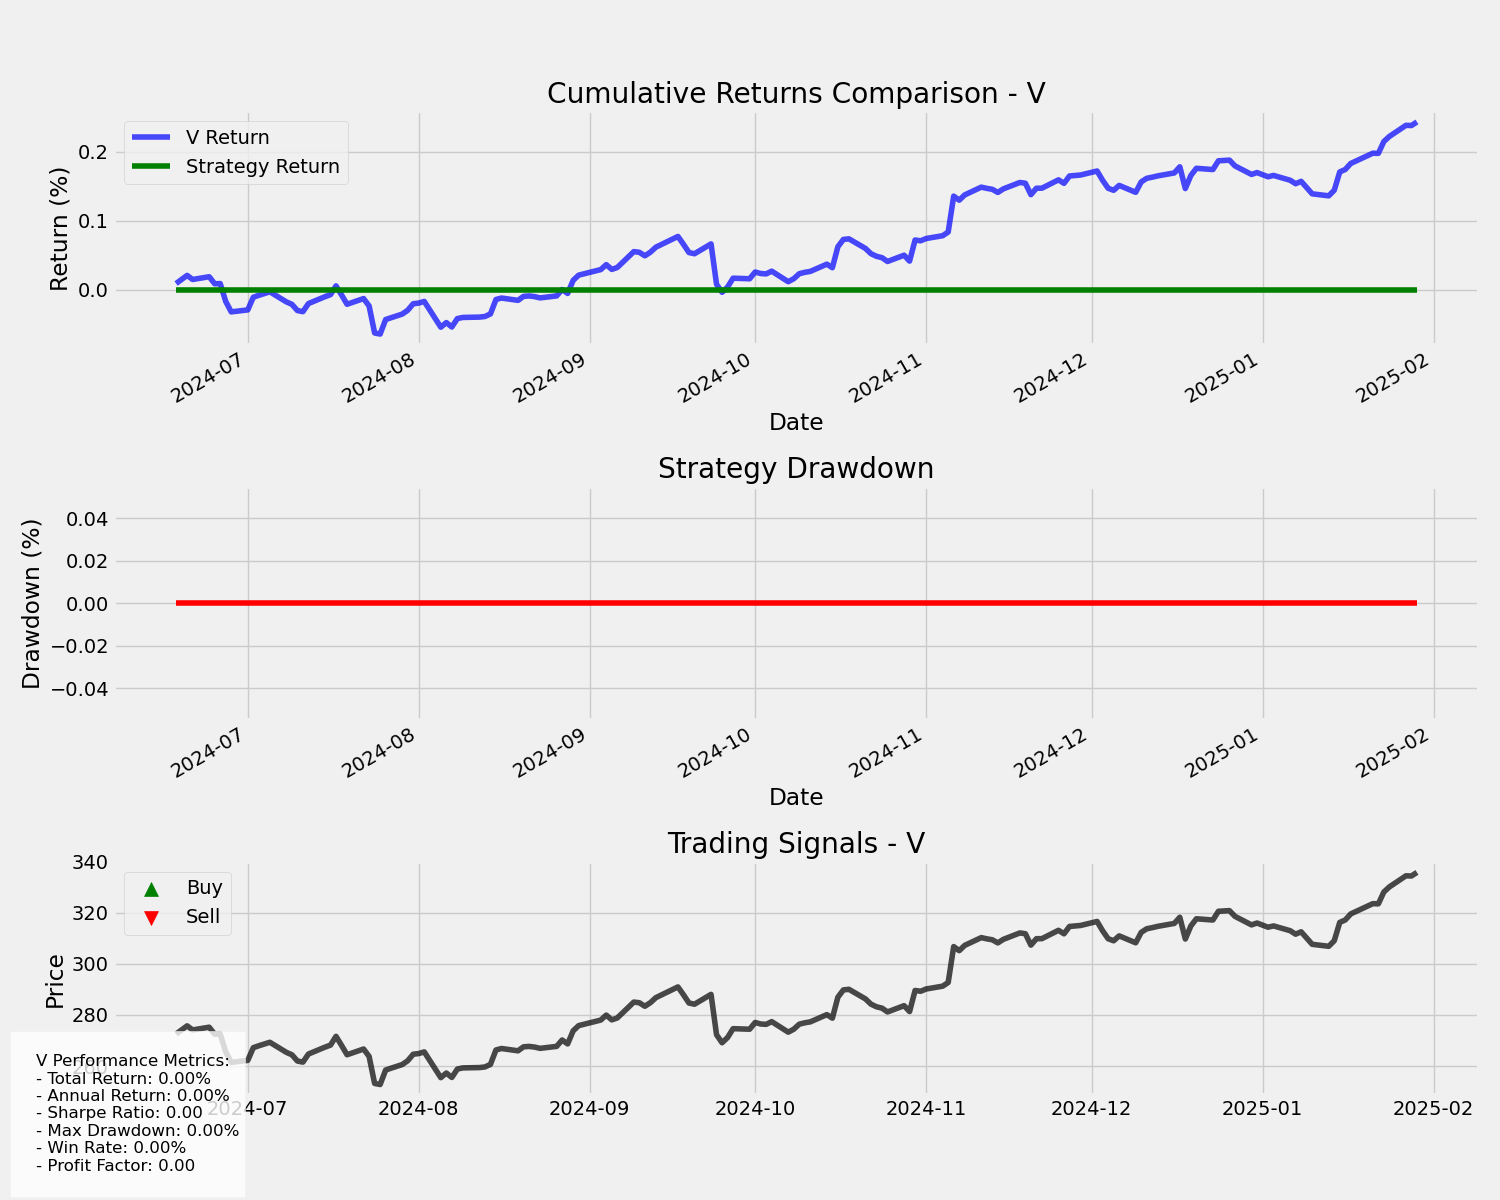 Cumulative Returns Comparison - V
V Return
Strategy Return
Return (%)
0.2
0.1
0.0
2024-07
2024-08
2024-09
2024-10
2024-11
2024-12
2025-01
2025-02
Date
Strategy Drawdown
Drawdown (%)
0.04
0.02
0.00
−0.02
−0.04
2024-07
2024-08
2024-09
2024-10
2024-11
2024-12
2025-01
2025-02
Date
Trading Signals - V
Buy
Sell
Price
340
320
300
280
260
2024-07
2024-08
2024-09
2024-10
2024-11
2024-12
2025-01
2025-02
V Performance Metrics:
- Total Return: 0.00%
- Annual Return: 0.00%
- Sharpe Ratio: 0.00
- Max Drawdown: 0.00%
- Win Rate: 0.00%
- Profit Factor: 0.00